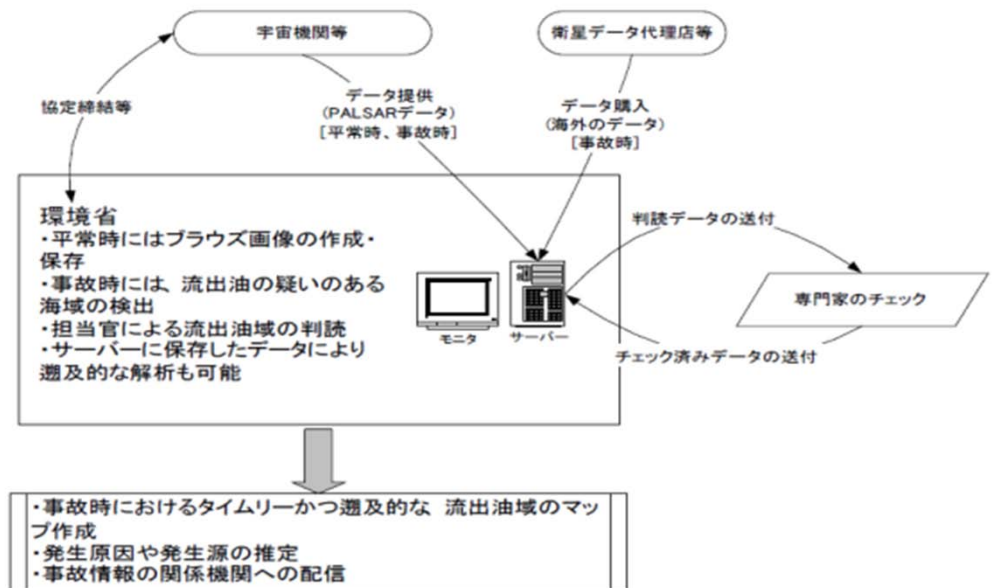 宇宙機関等
衛星データ代理店等
協定締結等
データ提供
(PALSARデータ)
[平常時、事故時]
データ購入
(海外のデータ)
[事故時]
環境省
・平常時にはブラウズ画像の作成・
保存
・事故時には、流出油の疑いのある
海域の検出
・担当官による流出油域の判読
・サーバーに保存したデータにより
遡及的な解析も可能
モニタ
サーバー
判読データの送付
専門家のチェック
チェック済みデータの送付
・事故時におけるタイムリーかつ遡及的な 流出油域のマッ
プ作成
・発生原因や発生源の推定
・事故情報の関係機関への配信